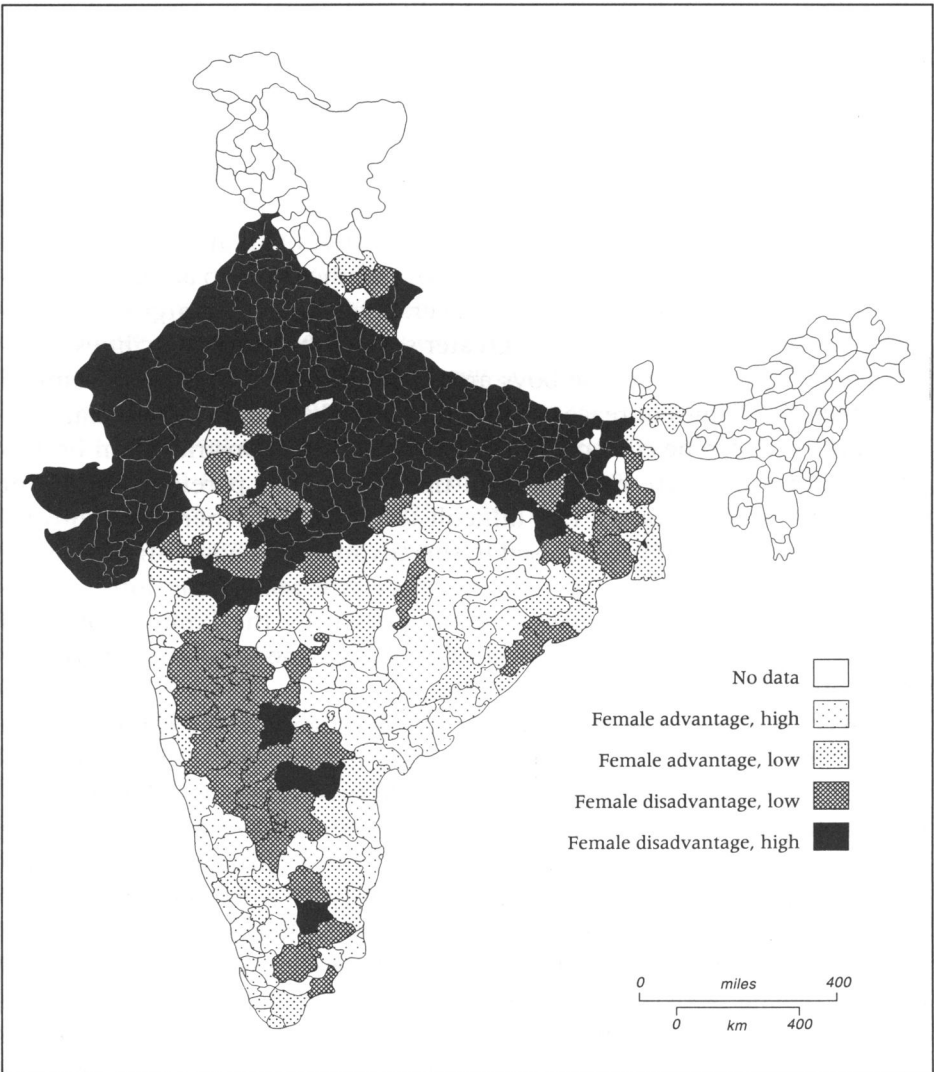 No data
Female advantage, high
Female advantage, low
Female disadvantage, low
Female disadvantage, high
0 miles 400
0 km 400